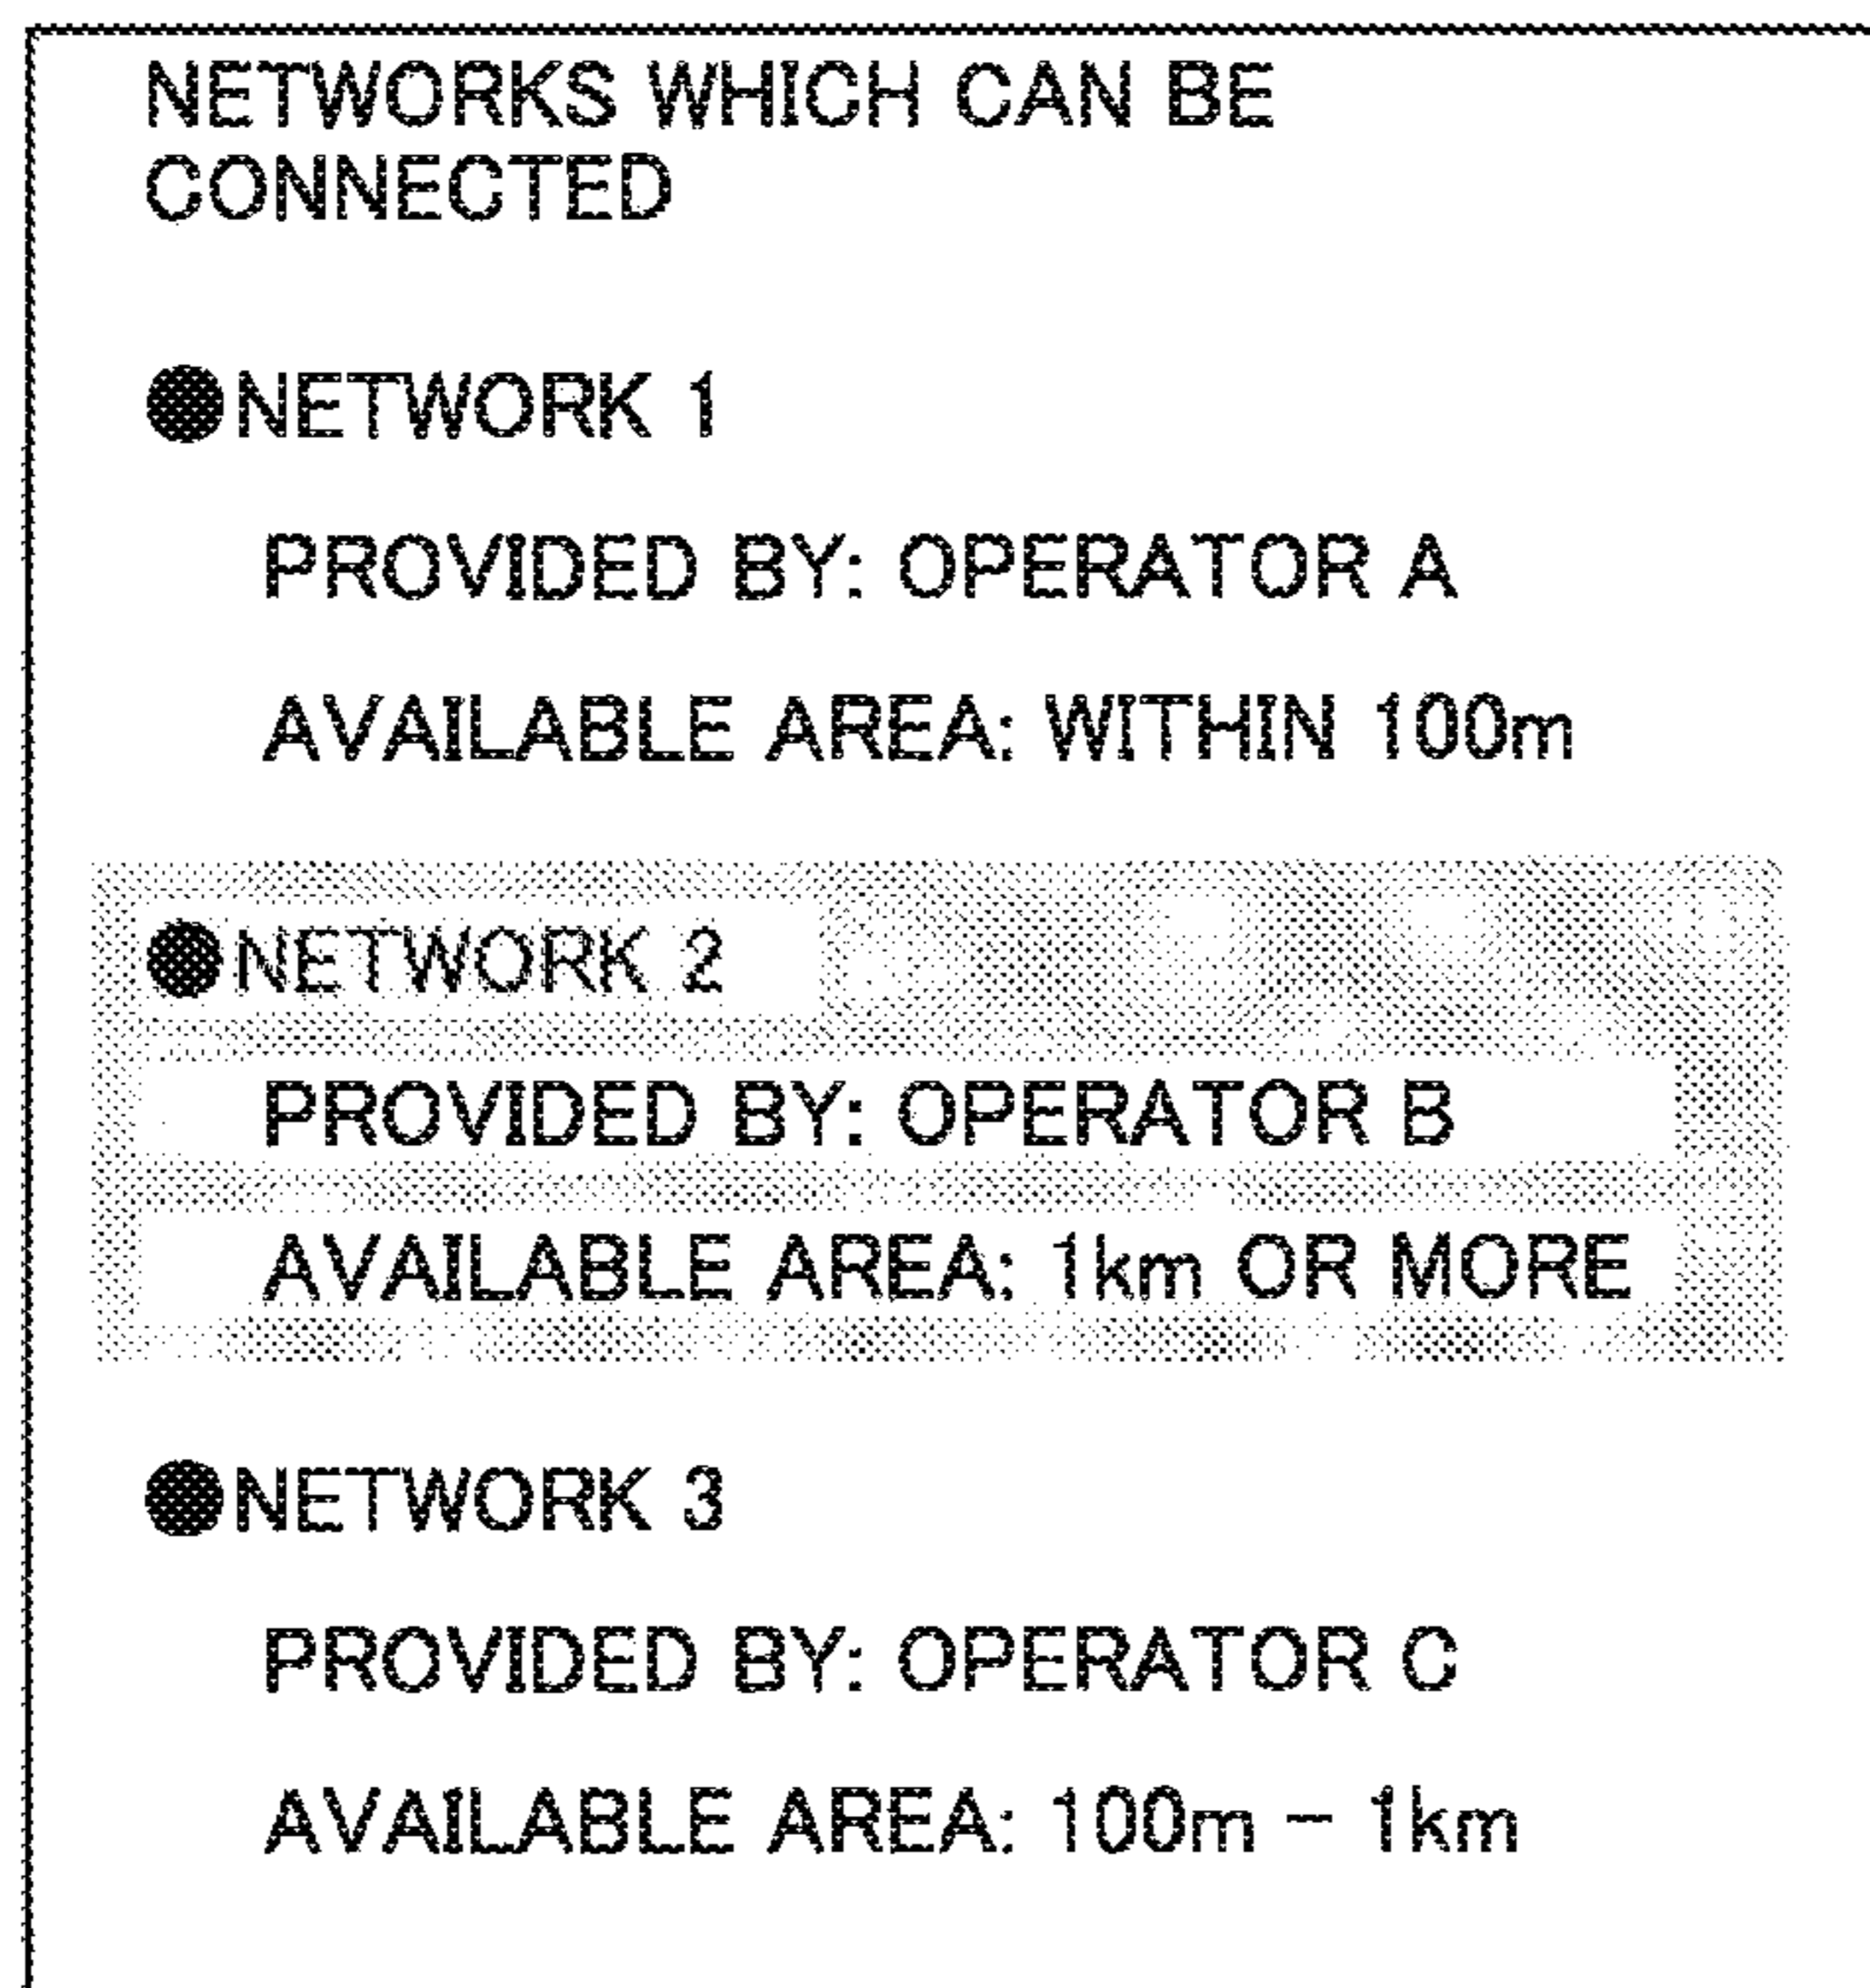 NETWORKS WHICH CAN BE
CONNECTED
●NETWORK 1
PROVIDED BY: OPERATOR A
AVAILABLE AREA: WITHIN 100m
●NETWORK 2
PROVIDED BY: OPERATOR B
AVAILABLE AREA: 1km OR MORE
●NETWORK 3
PROVIDED BY: OPERATOR C
AVAILABLE AREA: 100m - 1km